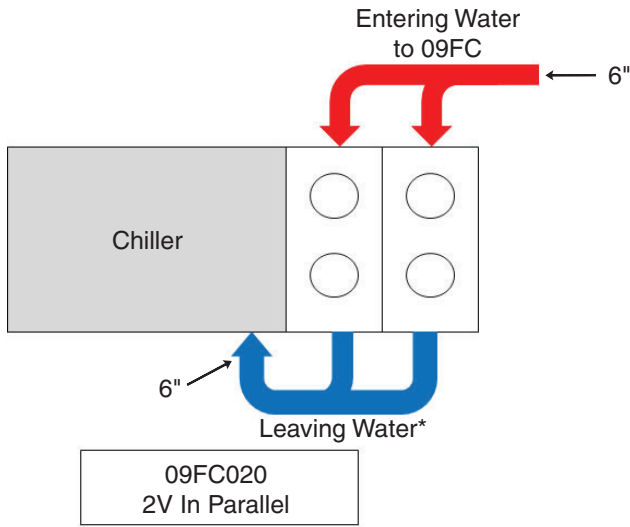 Entering Water
to 09FC
6"
Chiller
6"
Leaving Water*
09FC020
2V In Parallel